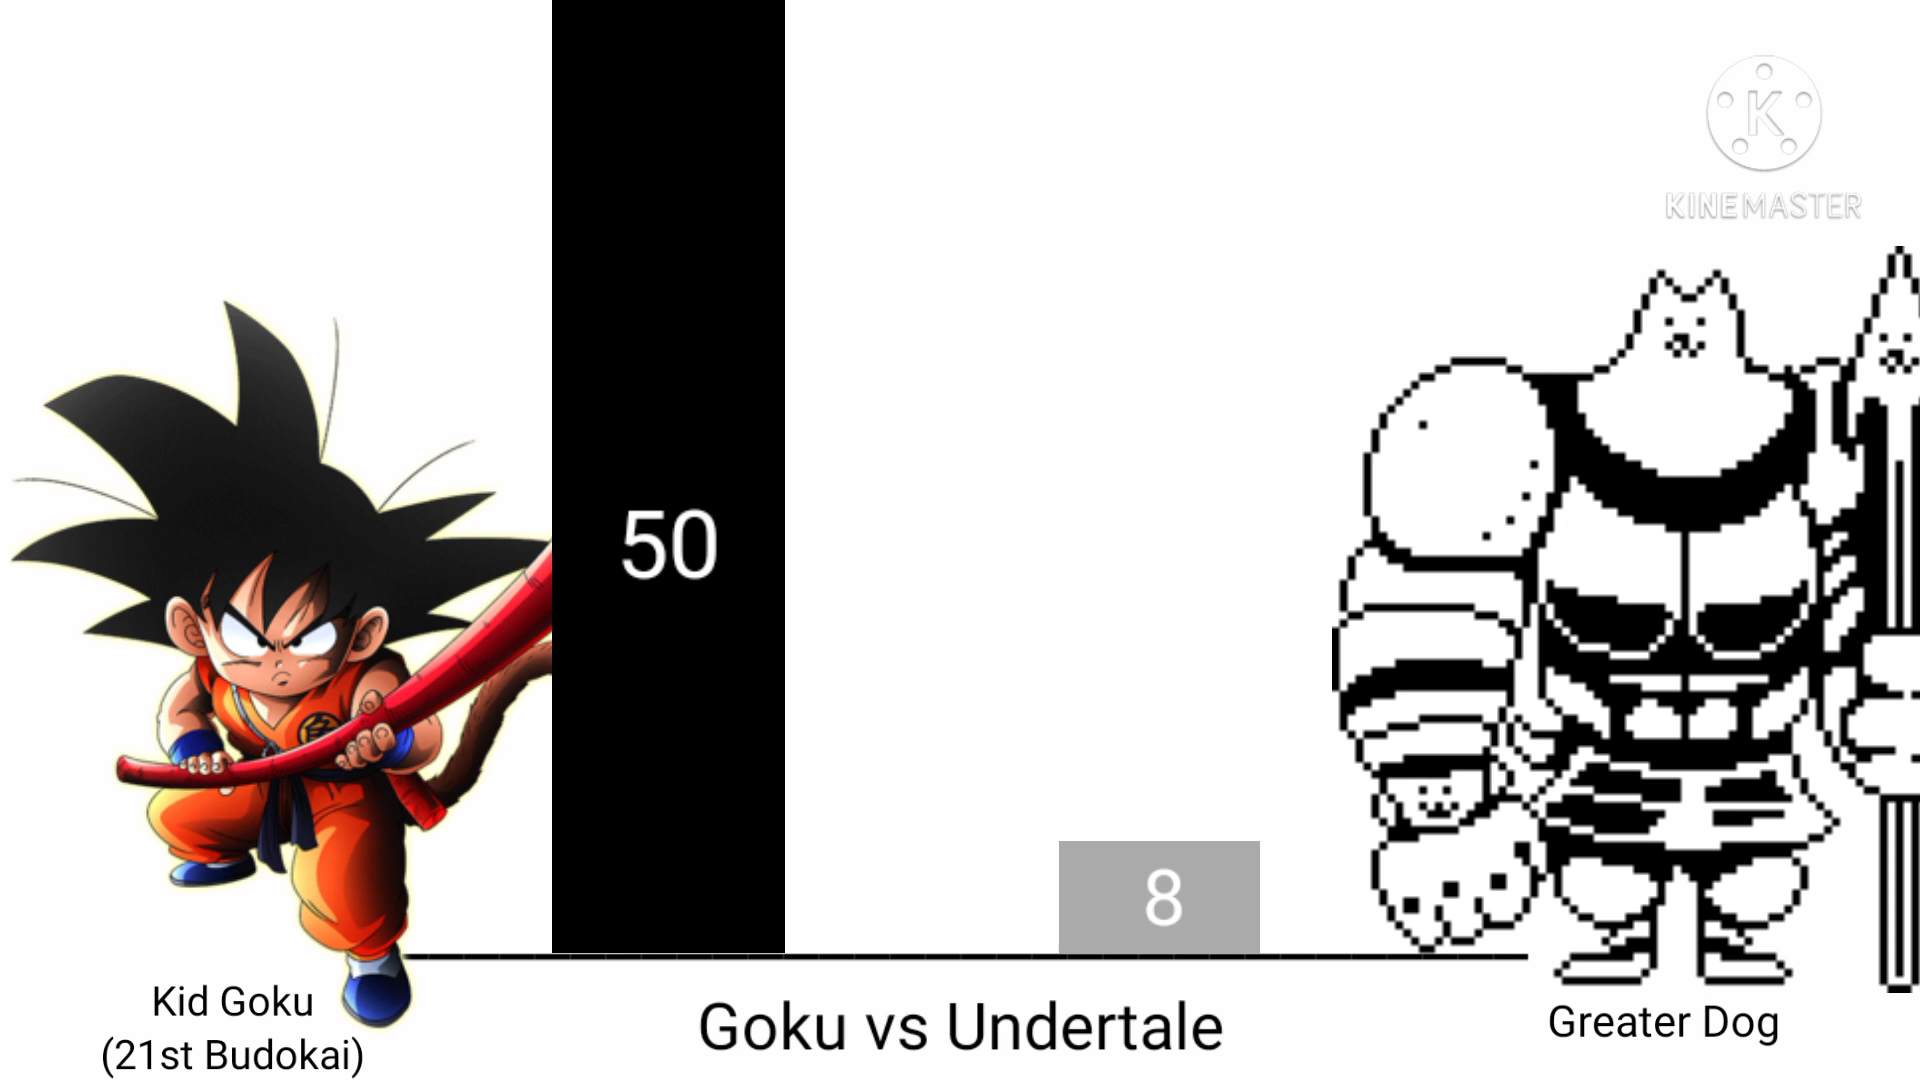 K
KINEMASTER
50
8
Kid Goku
(21st Budokai)
Goku vs Undertale
Greater Dog